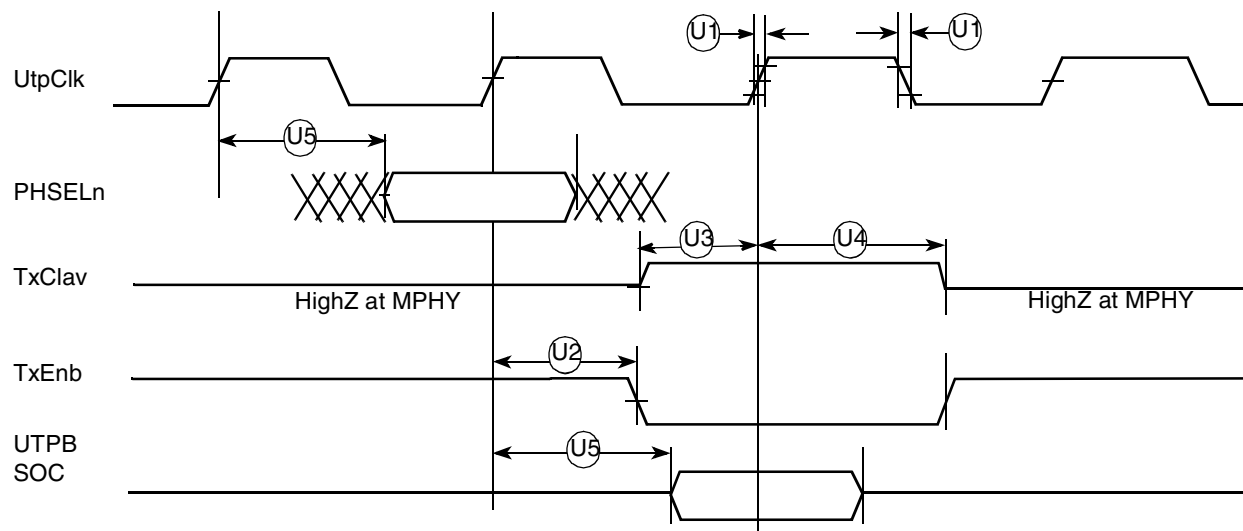 U1
U1
UtpClk
U5
PHSELn
U3
U4
TxClav
HighZ at MPHY
HighZ at MPHY
U2
TxEnb
UTPB
SOC
U5